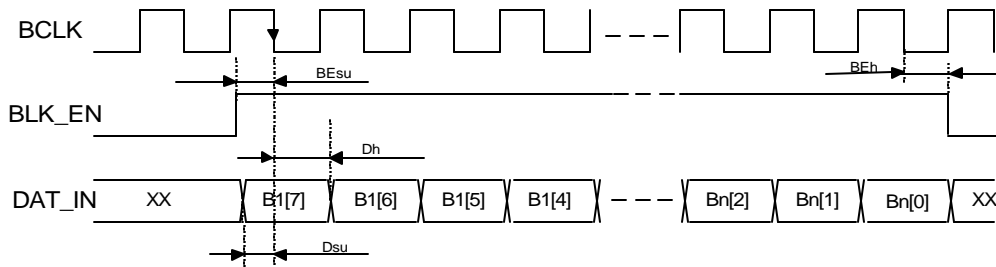 BCLK
BEsu
BEh
BLK_EN
Dh
DAT_IN XX B1[7] B1[6] B1[5] B1[4] Bn[2] Bn[1] Bn[0] XX
Dsu